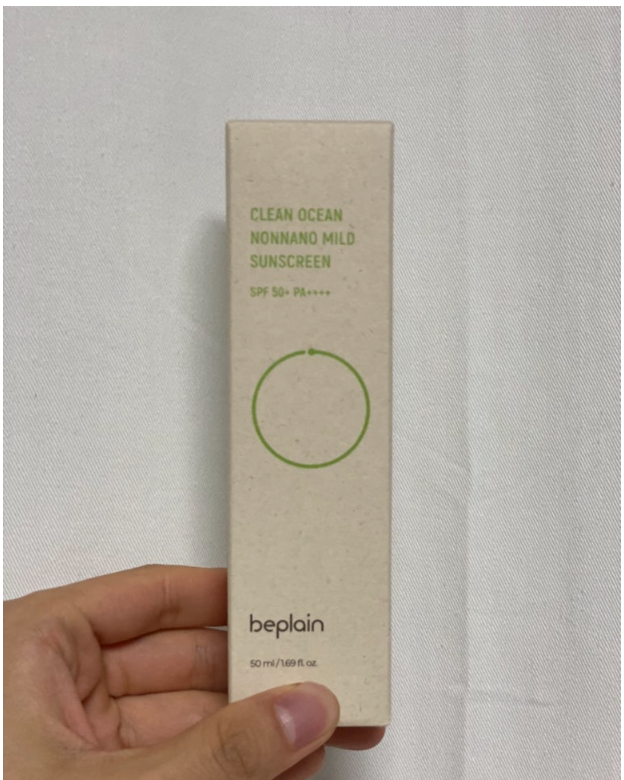 CLEAN OCEAN
NONNANO MILD
SUNSCREEN
SPF 50+ PA++++
beplain
50 ml / 1.69 fl. oz.